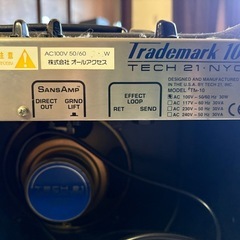 注意
AC100V 50/60 W
株式会社 オールアクセス
Trademark 10
TECH 21·NYC
DESIGNED AND MANUFACTURED
IN THE U.S.A. BY TECH 21, INC.
MODEL TM-10
AC 100V ~ 50/60 Hz 30W
AC 117V ~ 60 Hz 30VA
AC 230V ~ 50 Hz 30VA
AC 240V ~ 50 Hz 30VA
SANSAMP
DIRECT OUT
GRND LIFT
EFFECT LOOP
RET SEND
TECH 21